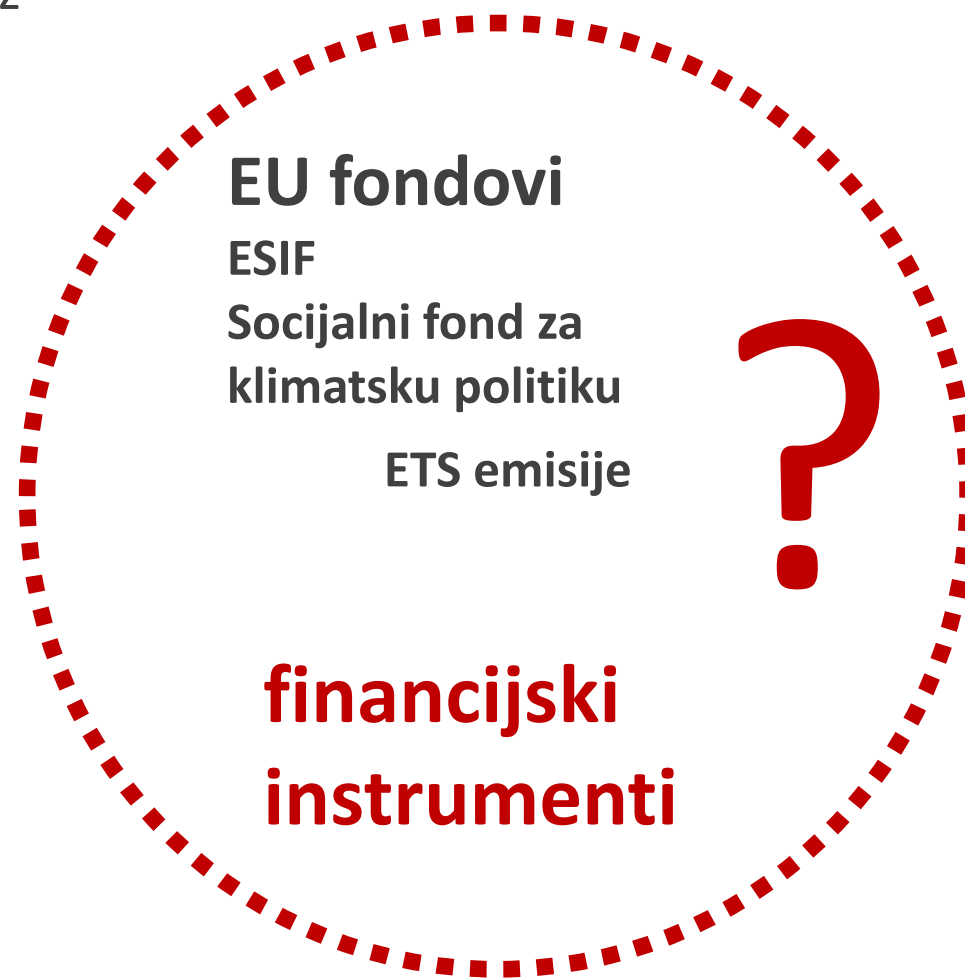 EU fondovi
ESIF
Socijalni fond za
klimatsku politiku
ETS emisije
?
financijski
instrumenti